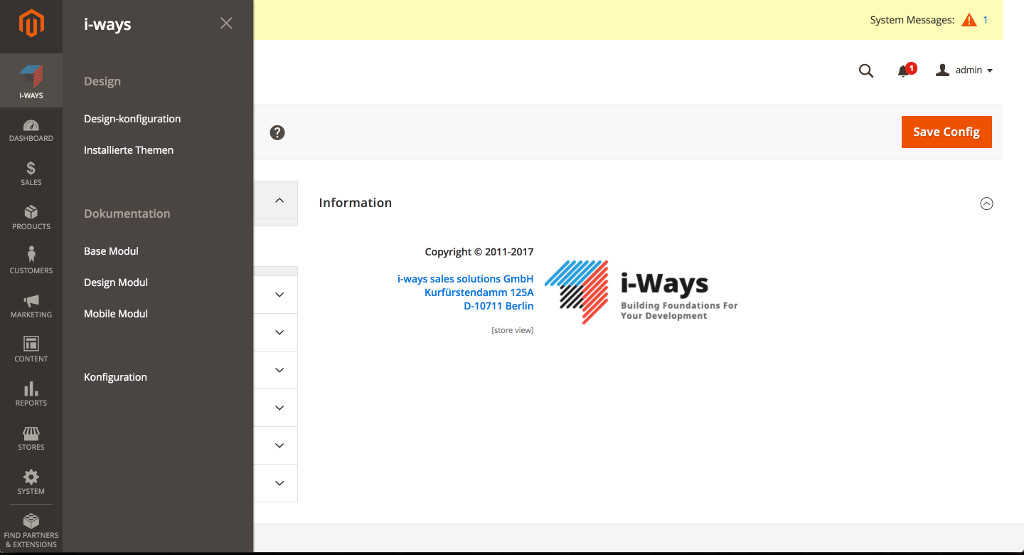 i-ways
Design
Design-konfiguration
Installierte Themen
Dokumentation
Base Modul
Design Modul
Mobile Modul
Konfiguration
I-WAYS
DASHBOARD
$
SALES
PRODUCTS
CUSTOMERS
MARKETING
CONTENT
REPORTS
STORES
SYSTEM
FIND PARTNERS
& EXTENSIONS
System Messages: 1
1
admin
?
Save Config
Information
Copyright © 2011-2017
i-ways sales solutions GmbH
Kurfürstendamm 125A
D-10711 Berlin
[store view]
i-Ways
Building Foundations For
Your Development